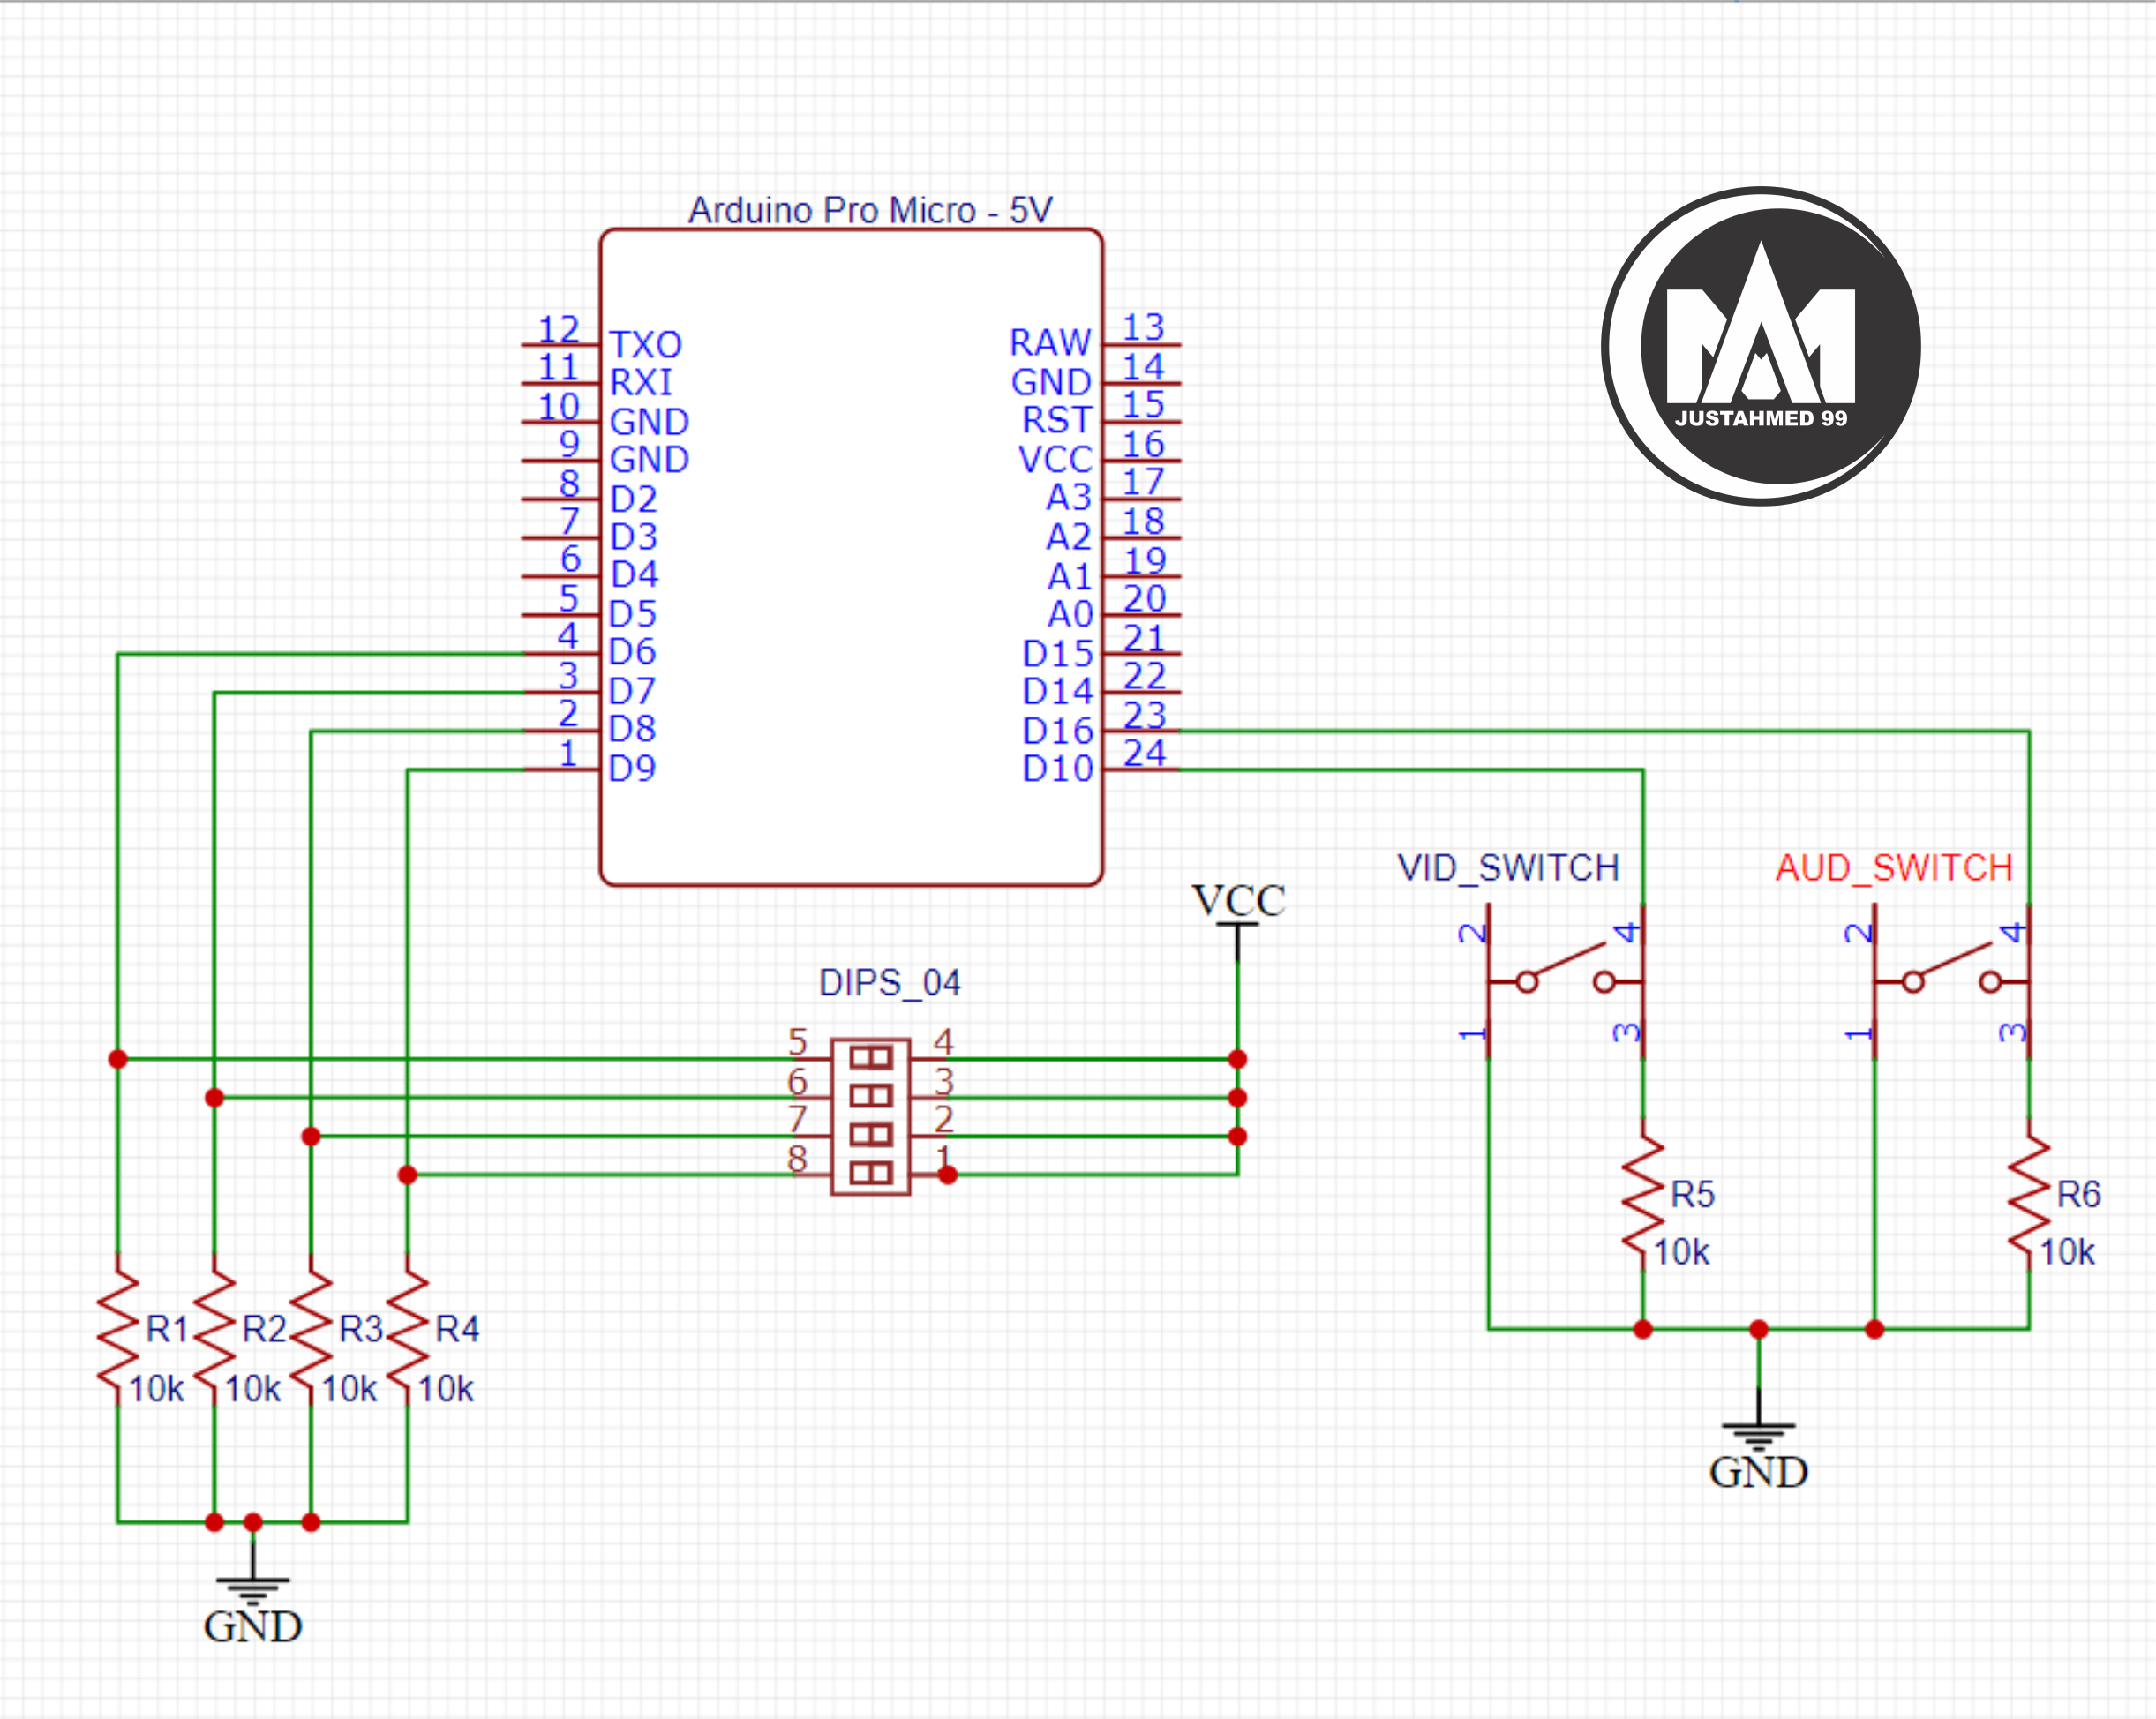 Arduino Pro Micro - 5V
12 TXO RAW 13
11 RXI GND 14
10 GND RST 15
9 GND VCC 16
8 D2 A3 17
7 D3 A2 18
6 D4 A1 19
5 D5 A0 20
4 D6 D15 21
3 D7 D14 22
2 D8 D16 23
1 D9 D10 24
JUSTAHMED 99
VCC
DIPS_04
5 4
6 3
7 2
8 1
VID_SWITCH
2 4
1 3
AUD_SWITCH
2 4
1 3
R5
10k
R6
10k
GND
R1 R2 R3 R4
10k 10k 10k 10k
GND